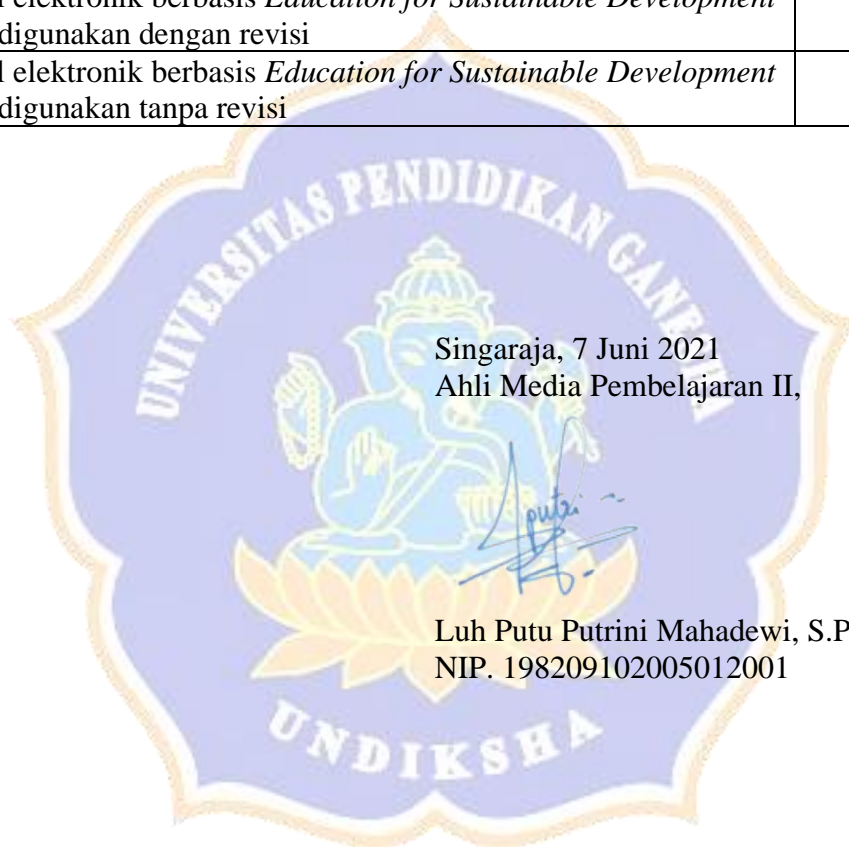 l elektronik berbasis Education for Sustainable Development
digunakan dengan revisi
l elektronik berbasis Education for Sustainable Development
digunakan tanpa revisi
UNIVERSITAS PENDIDIKAN GANESHA
Singaraja, 7 Juni 2021
Ahli Media Pembelajaran II,
putri
Luh Putu Putrini Mahadewi, S.P
NIP. 198209102005012001
UNDIKSHA